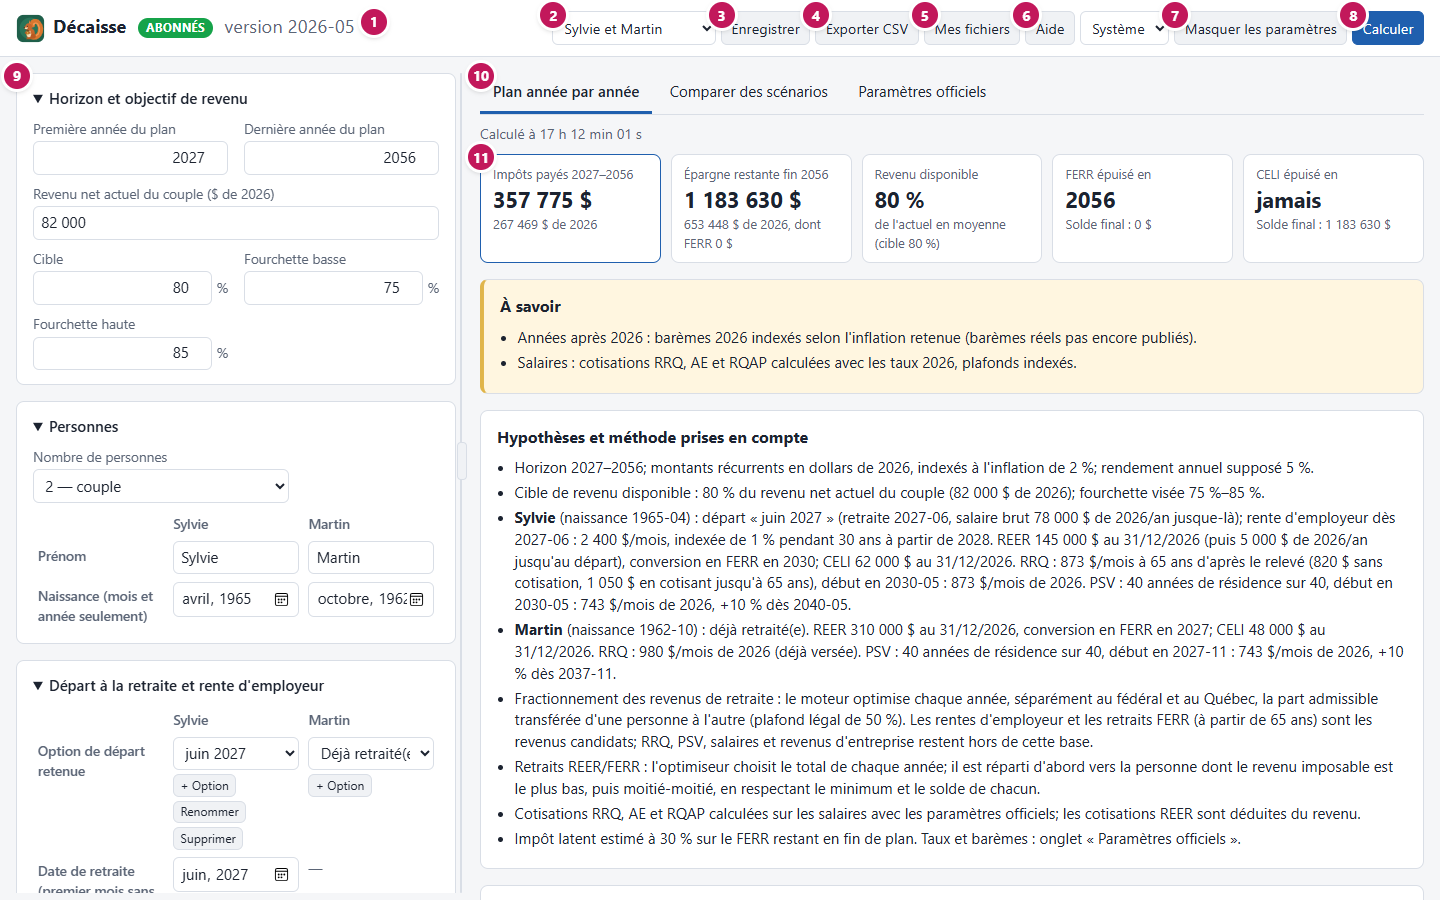 Décaisse ABONNÉS version 2026-05 1
2 Sylvie et Martin 3 Enregistrer 4 Exporter CSV 5 Mes fichiers 6 Aide Système 7 Masquer les paramètres 8 Calculer
9
▼ Horizon et objectif de revenu
Première année du plan Dernière année du plan
2027 2056
Revenu net actuel du couple ($ de 2026)
82 000
Cible Fourchette basse
80 % 75 %
Fourchette haute
85 %
▼ Personnes
Nombre de personnes
2 — couple
Sylvie Martin
Prénom Sylvie Martin
Naissance (mois et année seulement) avril, 1965 octobre, 1962
▼ Départ à la retraite et rente d'employeur
Sylvie Martin
Option de départ retenue juin 2027 Déjà retraité(e
+ Option + Option
Renommer
Supprimer
Date de retraite juin, 2027 —
(premier mois sans
10
Plan année par année Comparer des scénarios Paramètres officiels
Calculé à 17 h 12 min 01 s
11
Impôts payés 2027–2056
357 775 $
267 469 $ de 2026
Épargne restante fin 2056
1 183 630 $
653 448 $ de 2026, dont
FERR 0 $
Revenu disponible
80 %
de l'actuel en moyenne
(cible 80 %)
FERR épuisé en
2056
Solde final : 0 $
CELI épuisé en
jamais
Solde final : 1 183 630 $
À savoir
• Années après 2026 : barèmes 2026 indexés selon l'inflation retenue (barèmes réels pas encore publiés).
• Salaires : cotisations RRQ, AE et RQAP calculées avec les taux 2026, plafonds indexés.
Hypothèses et méthode prises en compte
• Horizon 2027–2056; montants récurrents en dollars de 2026, indexés à l'inflation de 2 %; rendement annuel supposé 5 %.
• Cible de revenu disponible : 80 % du revenu net actuel du couple (82 000 $ de 2026); fourchette visée 75 %–85 %.
• Sylvie (naissance 1965-04) : départ « juin 2027 » (retraite 2027-06, salaire brut 78 000 $ de 2026/an jusque-là); rente d'employeur dès
2027-06 : 2 400 $/mois, indexée de 1 % pendant 30 ans à partir de 2028. REER 145 000 $ au 31/12/2026 (puis 5 000 $ de 2026/an
jusqu'au départ), conversion en FERR en 2030; CELI 62 000 $ au 31/12/2026. RRQ : 873 $/mois à 65 ans d'après le relevé (820 $ sans
cotisation, 1 050 $ en cotisant jusqu'à 65 ans), début en 2030-05 : 873 $/mois de 2026. PSV : 40 années de résidence sur 40, début en
2030-05 : 743 $/mois de 2026, +10 % dès 2040-05.
• Martin (naissance 1962-10) : déjà retraité(e). REER 310 000 $ au 31/12/2026, conversion en FERR en 2027; CELI 48 000 $ au
31/12/2026. RRQ : 980 $/mois de 2026 (déjà versée). PSV : 40 années de résidence sur 40, début en 2027-11 : 743 $/mois de 2026, +10
% dès 2037-11.
• Fractionnement des revenus de retraite : le moteur optimise chaque année, séparément au fédéral et au Québec, la part admissible
transférée d'une personne à l'autre (plafond légal de 50 %). Les rentes d'employeur et les retraits FERR (à partir de 65 ans) sont les
revenus candidats; RRQ, PSV, salaires et revenus d'entreprise restent hors de cette base.
• Retraits REER/FERR : l'optimiseur choisit le total de chaque année; il est réparti d'abord vers la personne dont le revenu imposable est
le plus bas, puis moitié-moitié, en respectant le minimum et le solde de chacun.
• Cotisations RRQ, AE et RQAP calculées sur les salaires avec les paramètres officiels; les cotisations REER sont déduites du revenu.
• Impôt latent estimé à 30 % sur le FERR restant en fin de plan. Taux et barèmes : onglet « Paramètres officiels ».